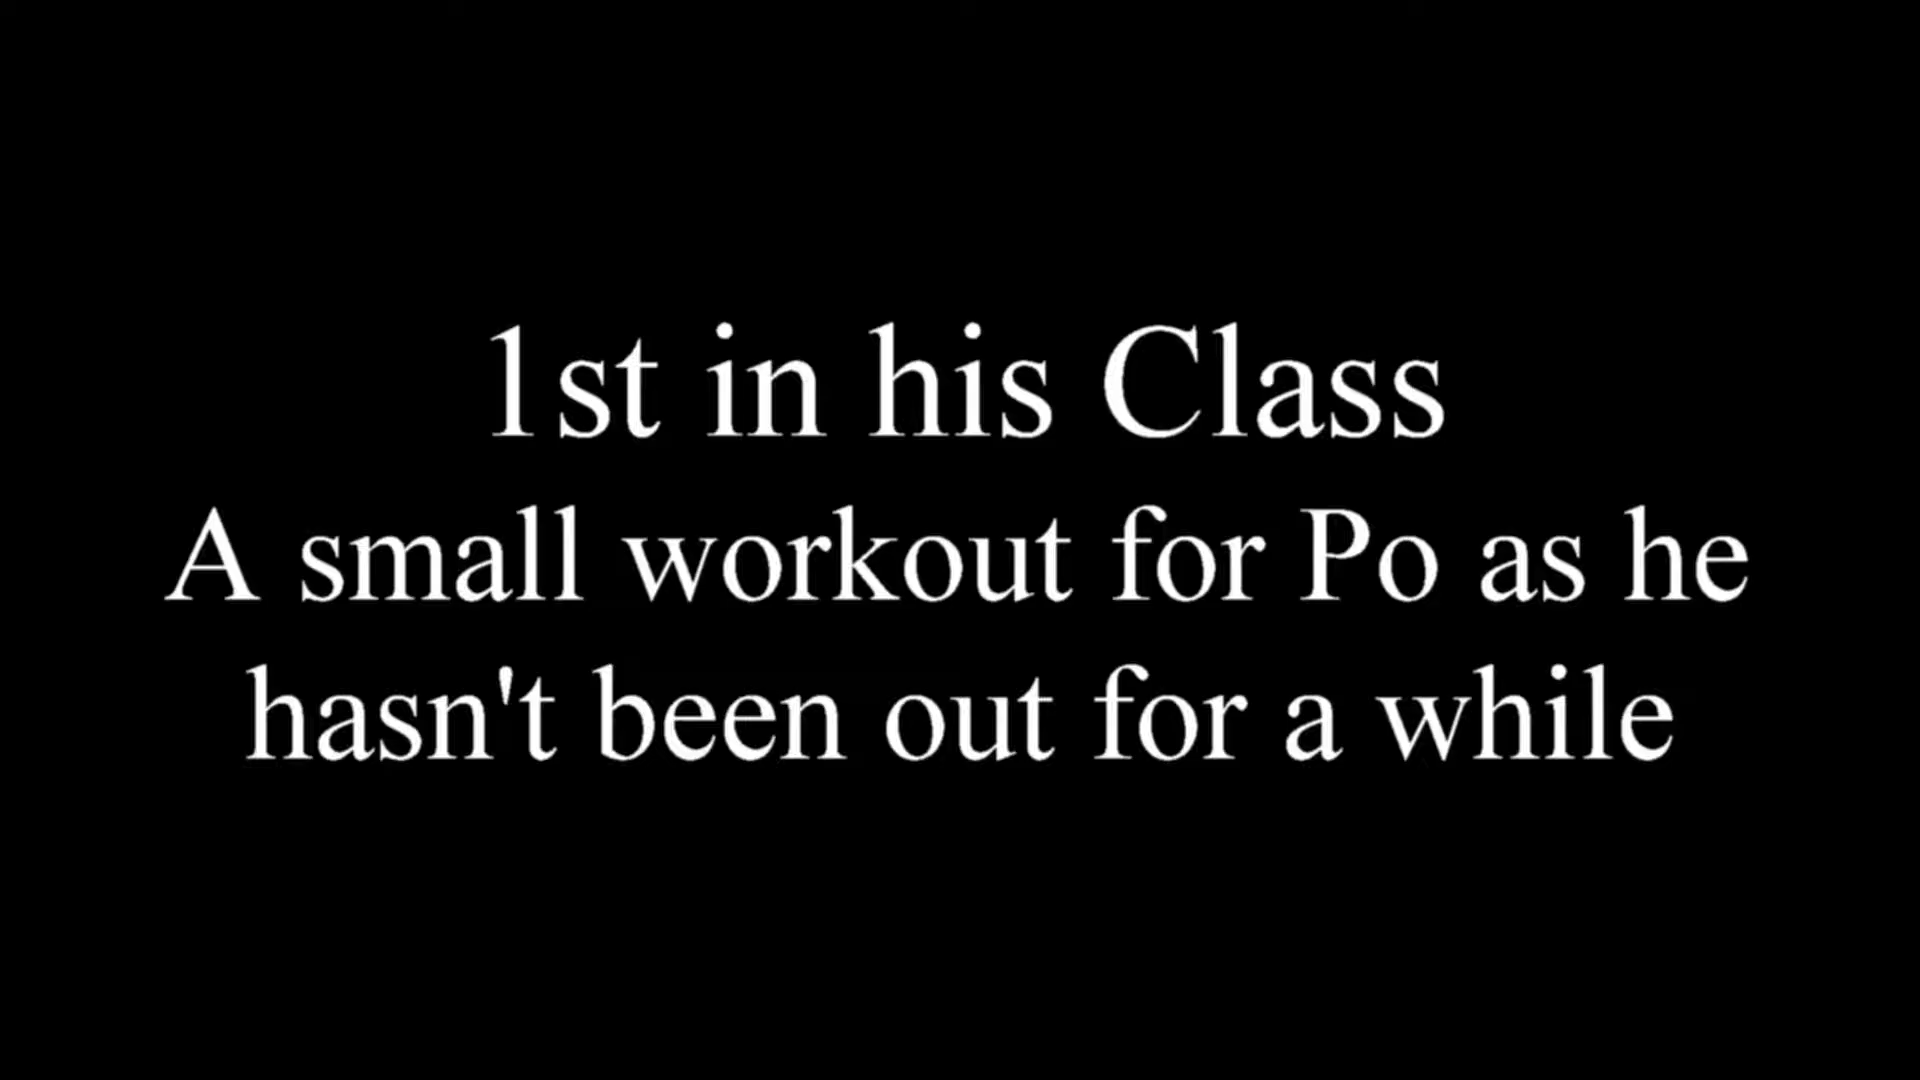 1st in his Class
A small workout for Po as he
hasn't been out for a while